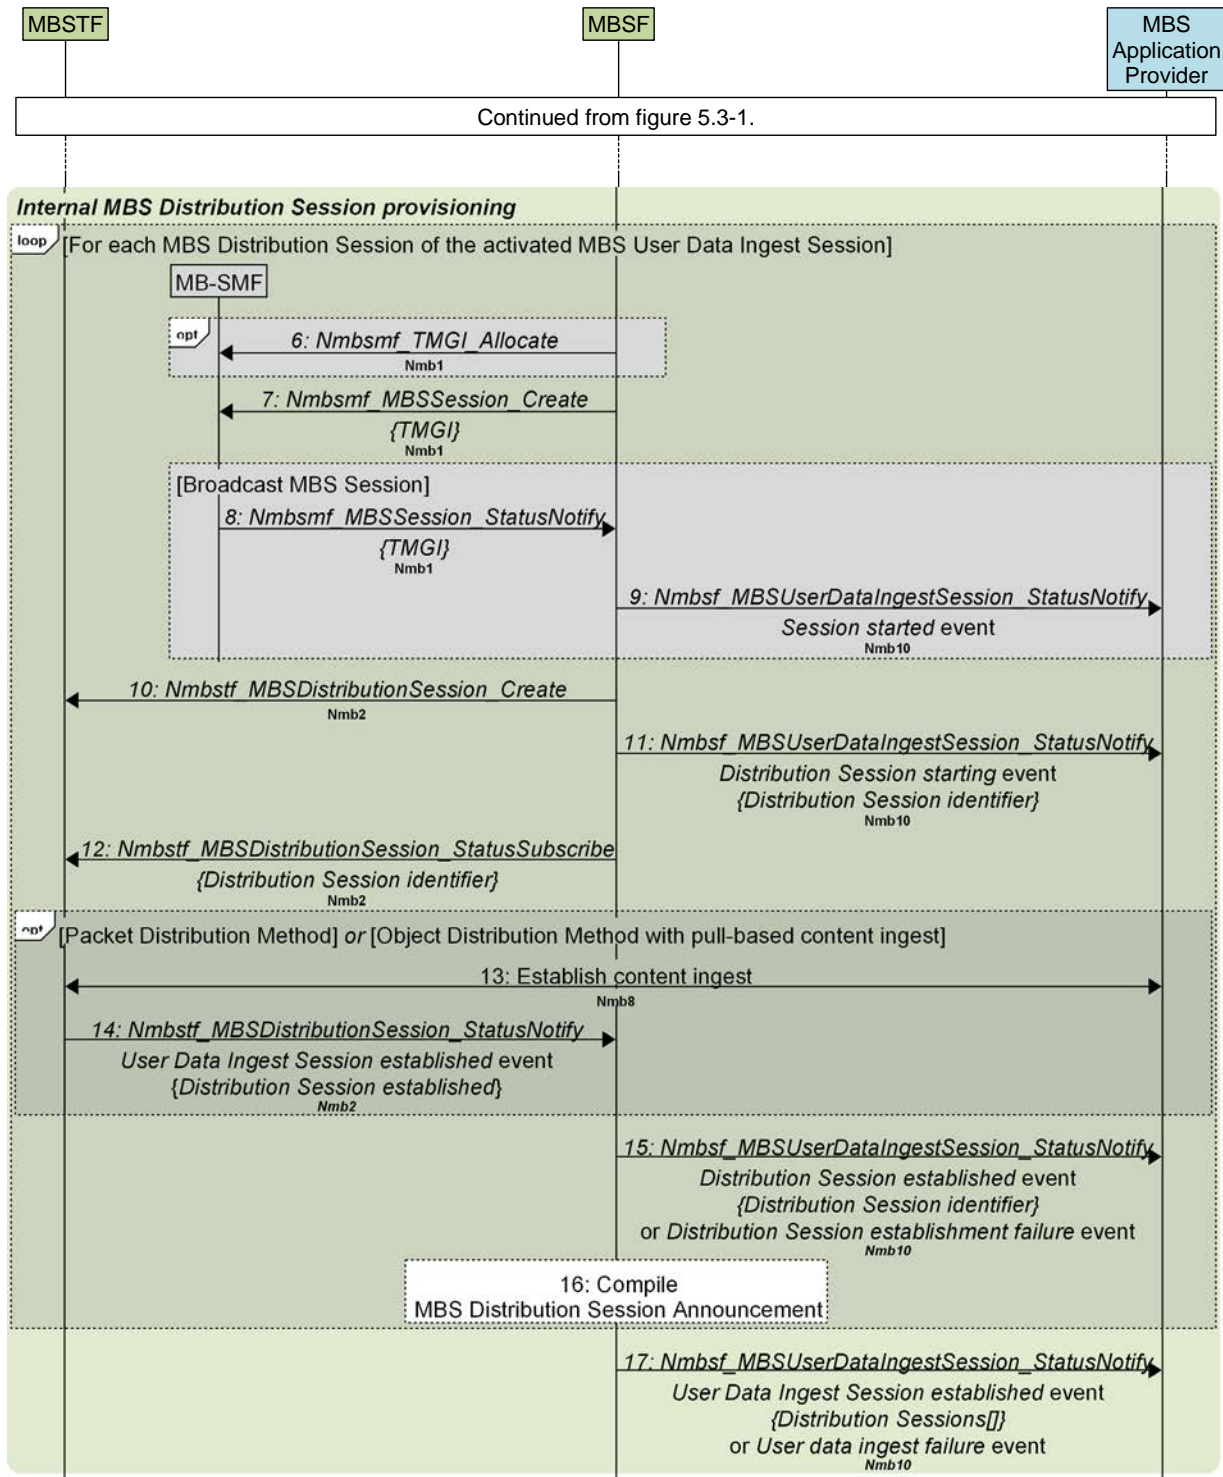 MBSTF
MBSF
MBS
Application
Provider
Continued from figure 5.3-1.
Internal MBS Distribution Session provisioning
loop
[For each MBS Distribution Session of the activated MBS User Data Ingest Session]
MB-SMF
opt
6: Nmbsmf_TMGI_Allocate
Nmb1
7: Nmbsmf_MBSSession_Create
{TMGI}
Nmb1
[Broadcast MBS Session]
8: Nmbsmf_MBSSession_StatusNotify
{TMGI}
Nmb1
9: Nmbsf_MBSUserDataIngestSession_StatusNotify
Session started event
Nmb10
10: Nmbstf_MBSDistributionSession_Create
Nmb2
11: Nmbsf_MBSUserDataIngestSession_StatusNotify
Distribution Session starting event
{Distribution Session identifier}
Nmb10
12: Nmbstf_MBSDistributionSession_StatusSubscribe
{Distribution Session identifier}
Nmb2
opt
[Packet Distribution Method] or [Object Distribution Method with pull-based content ingest]
13: Establish content ingest
Nmb8
14: Nmbstf_MBSDistributionSession_StatusNotify
User Data Ingest Session established event
{Distribution Session established}
Nmb2
15: Nmbsf_MBSUserDataIngestSession_StatusNotify
Distribution Session established event
{Distribution Session identifier}
or Distribution Session establishment failure event
Nmb10
16: Compile
MBS Distribution Session Announcement
17: Nmbsf_MBSUserDataIngestSession_StatusNotify
User Data Ingest Session established event
{Distribution Sessions[]}
or User data ingest failure event
Nmb10